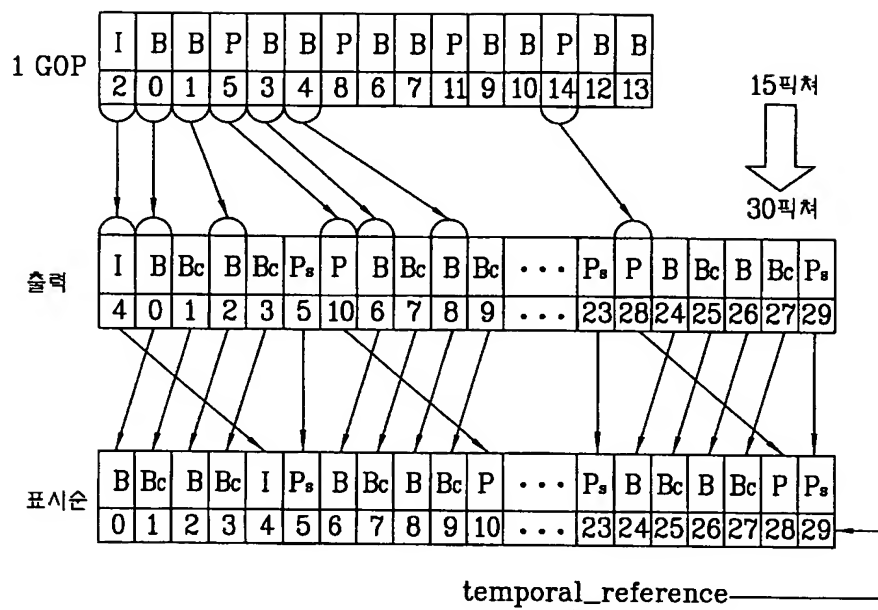 I B B P B B P B B P B B P B B
1 GOP
2 0 1 5 3 4 8 6 7 11 9 10 14 12 13
15픽쳐
30픽쳐
I B Bc B Bc Ps P B Bc B Bc ··· Ps P B Bc B Bc Ps
출력
4 0 1 2 3 5 10 6 7 8 9 ··· 23 28 24 25 26 27 29
B Bc B Bc I Ps B Bc B Bc P ··· Ps B Bc B Bc P Ps
표시순
0 1 2 3 4 5 6 7 8 9 10 ··· 23 24 25 26 27 28 29
temporal_reference